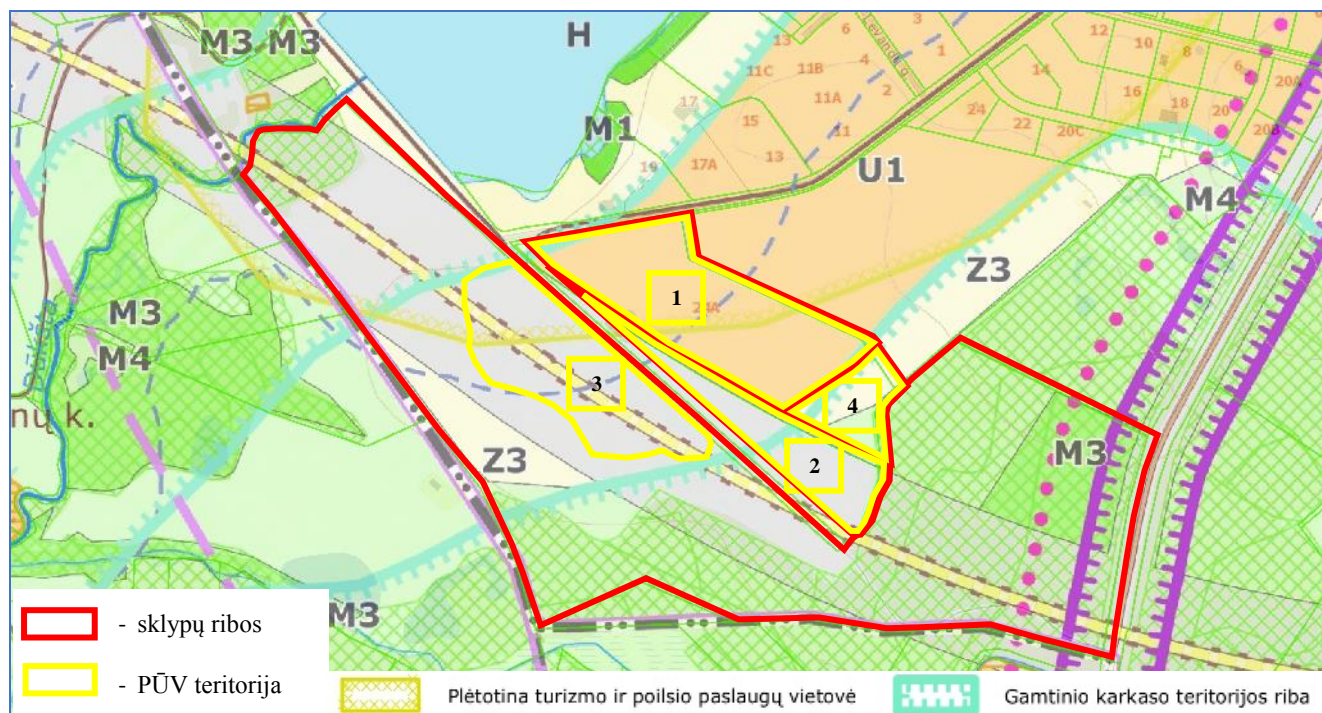 M3 M3
H
M1
U1
M4
Z3
M3
M4
M3
Z3
M3
nų k.
Levandų g.
13
6
4
3
1
11C
11B
2
11A
11
15
17
17A
13
19
12
10
8
6
14
16
18
20
20A
20B
24
22
20C
1
3
4
2
- sklypų ribos
- PŪV teritorija
Plėtotina turizmo ir poilsio paslaugų vietovė
Gamtinio karkaso teritorijos riba